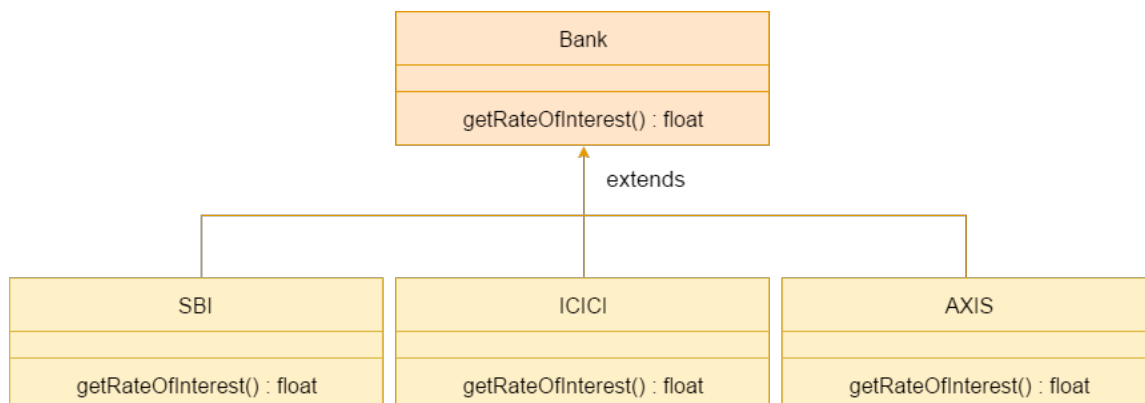 Bank
getRateOfInterest() : float
extends
SBI
ICICI
AXIS
getRateOfInterest() : float
getRateOfInterest() : float
getRateOfInterest() : float